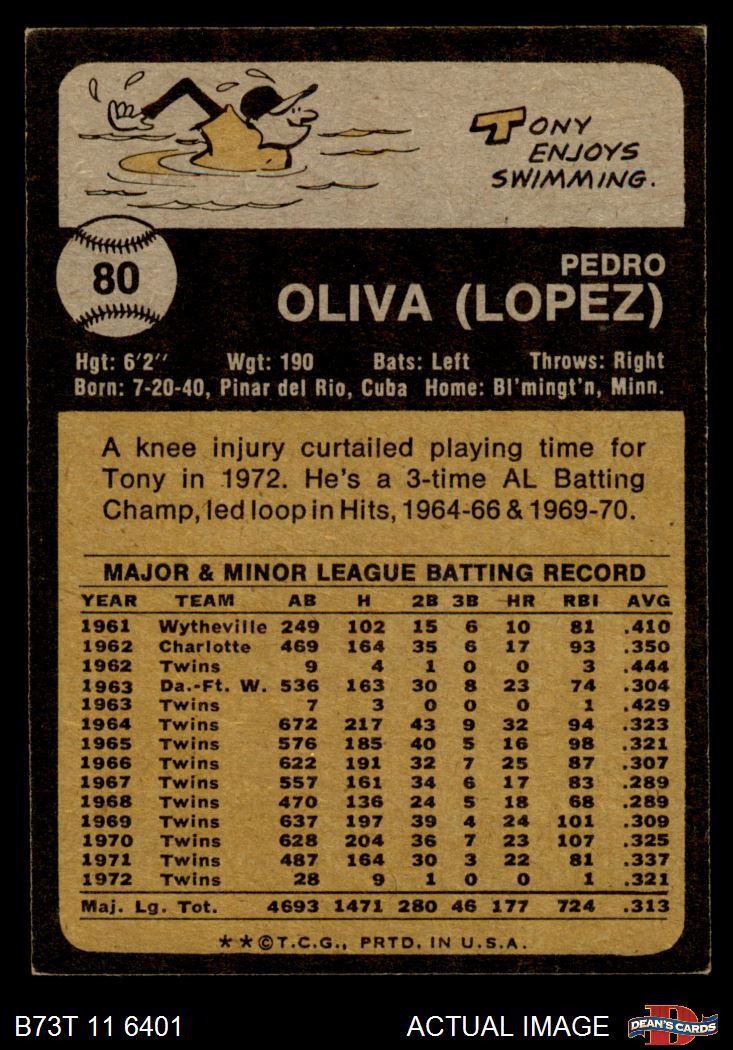 TONY
ENJOYS
SWIMMING.
80
PEDRO
OLIVA (LOPEZ)
Hgt: 6'2" Wgt: 190 Bats: Left Throws: Right
Born: 7-20-40, Pinar del Rio, Cuba Home: Bl'mingt'n, Minn.
A knee injury curtailed playing time for
Tony in 1972. He's a 3-time AL Batting
Champ, led loop in Hits, 1964-66 & 1969-70.
MAJOR & MINOR LEAGUE BATTING RECORD
YEAR TEAM AB H 2B 3B HR RBI AVG
1961 Wytheville 249 102 15 6 10 81 .410
1962 Charlotte 469 164 35 6 17 93 .350
1962 Twins 9 4 1 0 0 3 .444
1963 Da.-Ft. W. 536 163 30 8 23 74 .304
1963 Twins 7 3 0 0 0 1 .429
1964 Twins 672 217 43 9 32 94 .323
1965 Twins 576 185 40 5 16 98 .321
1966 Twins 622 191 32 7 25 87 .307
1967 Twins 557 161 34 6 17 83 .289
1968 Twins 470 136 24 5 18 68 .289
1969 Twins 637 197 39 4 24 101 .309
1970 Twins 628 204 36 7 23 107 .325
1971 Twins 487 164 30 3 22 81 .337
1972 Twins 28 9 1 0 0 1 .321
Maj. Lg. Tot. 4693 1471 280 46 177 724 .313
**©T.C.G., PRTD. IN U.S.A.
B73T 11 6401 ACTUAL IMAGE D DEAN'S CARDS